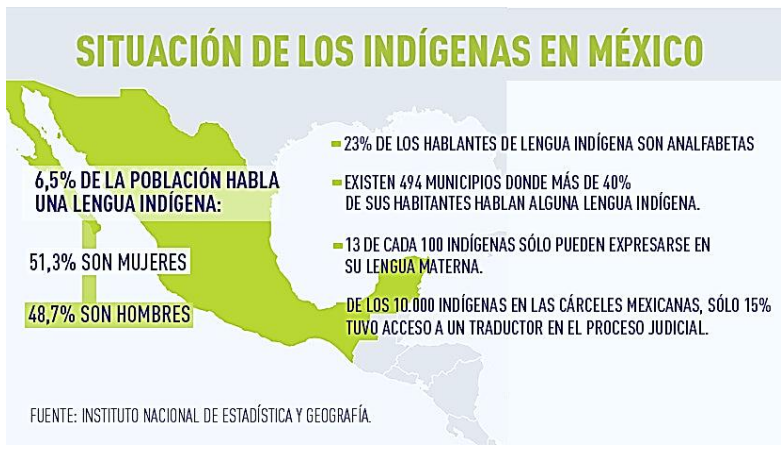 SITUACIÓN DE LOS INDÍGENAS EN MÉXICO
6,5% DE LA POBLACIÓN HABLA
UNA LENGUA INDÍGENA:
51,3% SON MUJERES
48,7% SON HOMBRES
23% DE LOS HABLANTES DE LENGUA INDÍGENA SON ANALFABETAS
EXISTEN 494 MUNICIPIOS DONDE MÁS DE 40%
DE SUS HABITANTES HABLAN ALGUNA LENGUA INDÍGENA.
13 DE CADA 100 INDÍGENAS SÓLO PUEDEN EXPRESARSE EN
SU LENGUA MATERNA.
DE LOS 10.000 INDÍGENAS EN LAS CÁRCELES MEXICANAS, SÓLO 15%
TUVO ACCESO A UN TRADUCTOR EN EL PROCESO JUDICIAL.
FUENTE: INSTITUTO NACIONAL DE ESTADÍSTICA Y GEOGRAFÍA.